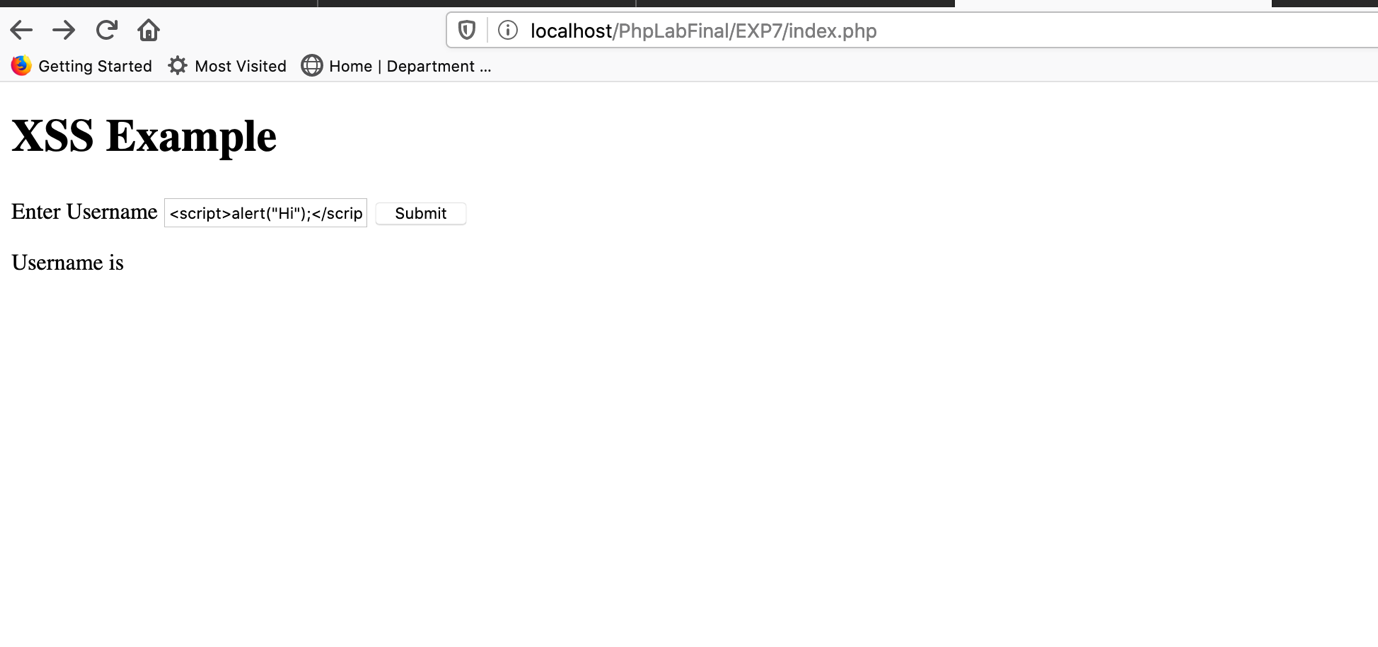 localhost/PhpLabFinal/EXP7/index.php
Getting Started Most Visited Home | Department ...
XSS Example
Enter Username <script>alert("Hi");</scrip Submit
Username is